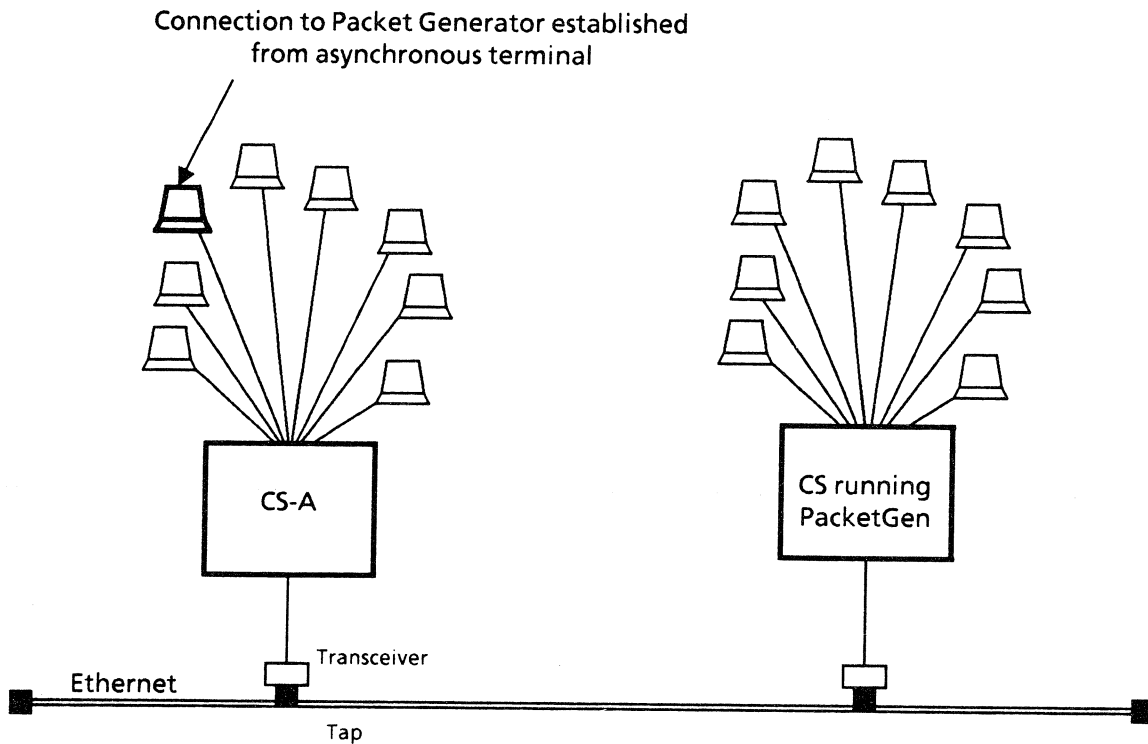 Connection to Packet Generator established
from asynchronous terminal
CS-A
CS running
PacketGen
Transceiver
Ethernet
Tap